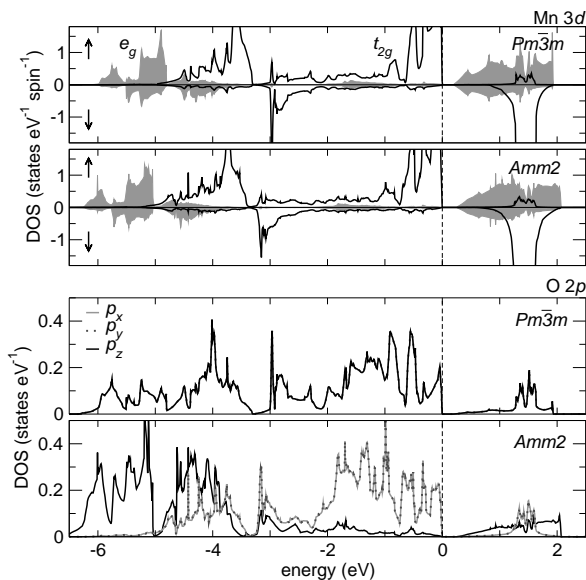 Mn 3d
e_g
t_{2g}
Pm3̅m
1
0
-1
DOS (states eV⁻¹ spin⁻¹)
Amm2
1
0
-1
O 2p
p_x
p_y
p_z
Pm3̅m
0.4
0.2
0
DOS (states eV⁻¹)
Amm2
0.4
0.2
0
-6 -4 -2 0 2
energy (eV)